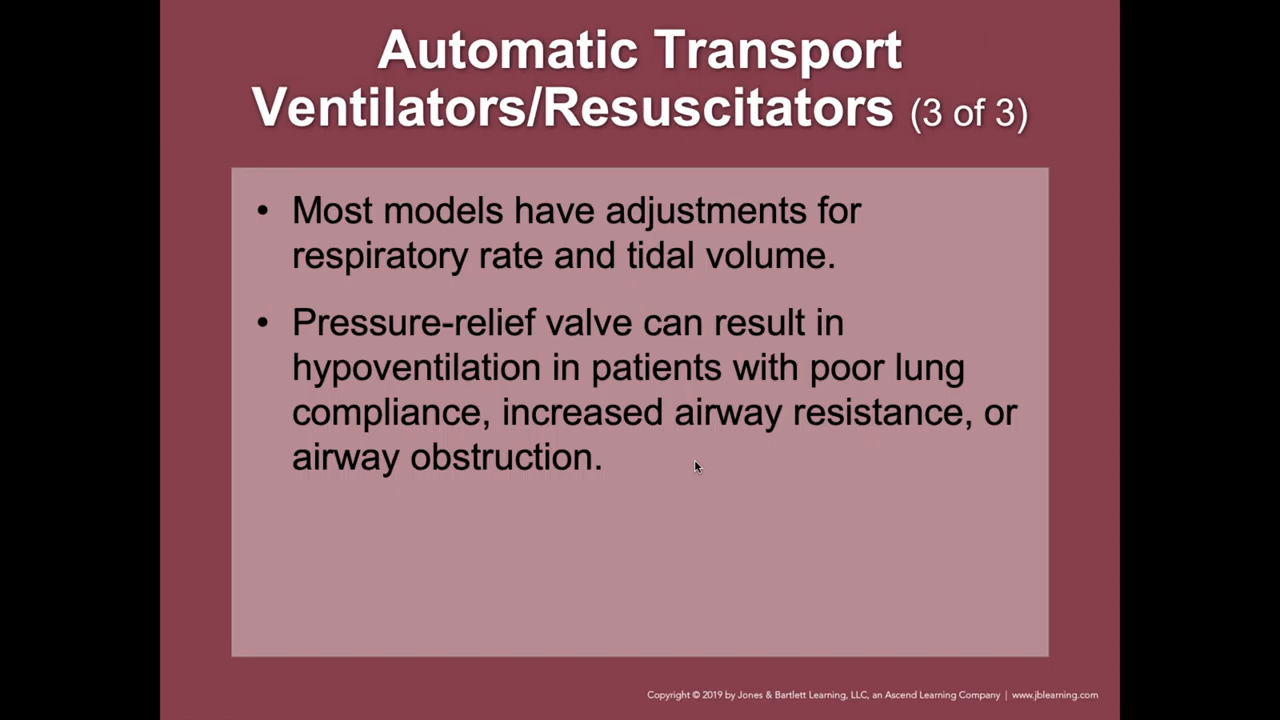 Automatic Transport
Ventilators/Resuscitators (3 of 3)
• Most models have adjustments for
respiratory rate and tidal volume.
• Pressure-relief valve can result in
hypoventilation in patients with poor lung
compliance, increased airway resistance, or
airway obstruction.
Copyright © 2019 by Jones & Bartlett Learning, LLC, an Ascend Learning Company | www.jblearning.com